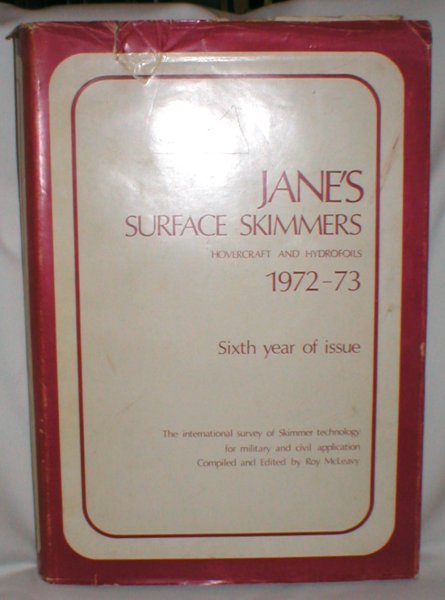 JANE'S
SURFACE SKIMMERS
HOVERCRAFT AND HYDROFOILS
1972-73
Sixth year of issue
The international survey of Skimmer technology
for military and civil application
Compiled and Edited by Roy McLeavy